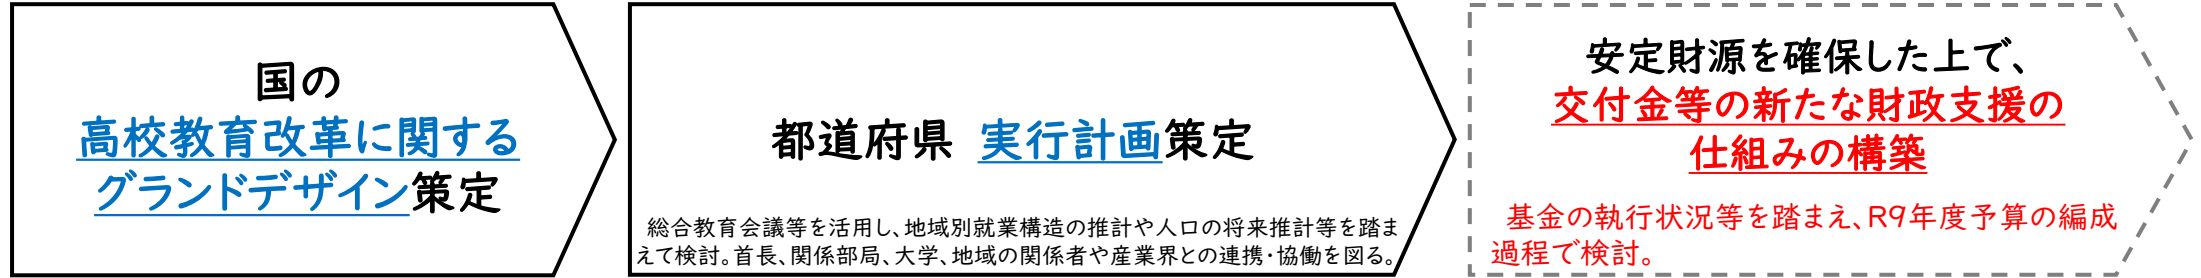 国の
高校教育改革に関する
グランドデザイン策定
都道府県 実行計画策定
総合教育会議等を活用し、地域別就業構造の推計や人口の将来推計等を踏ま
えて検討。首長、関係部局、大学、地域の関係者や産業界との連携・協働を図る。
安定財源を確保した上で、
交付金等の新たな財政支援の
仕組みの構築
基金の執行状況等を踏まえ、R9年度予算の編成
過程で検討。